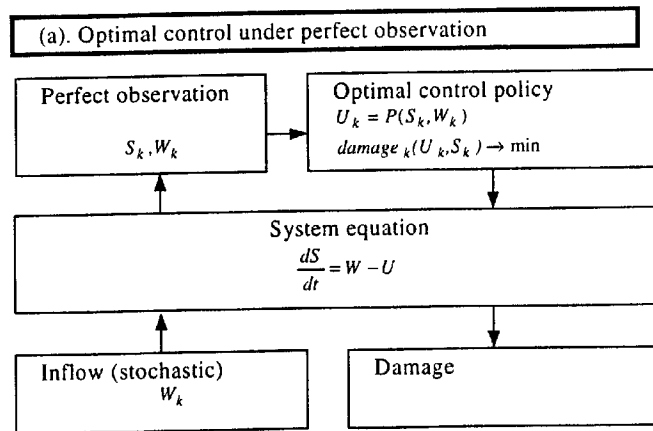 (a). Optimal control under perfect observation
Perfect observation
S_k, W_k
Optimal control policy
U_k = P(S_k, W_k)
damage_k(U_k, S_k) → min
System equation
dS/dt = W − U
Inflow (stochastic)
W_k
Damage